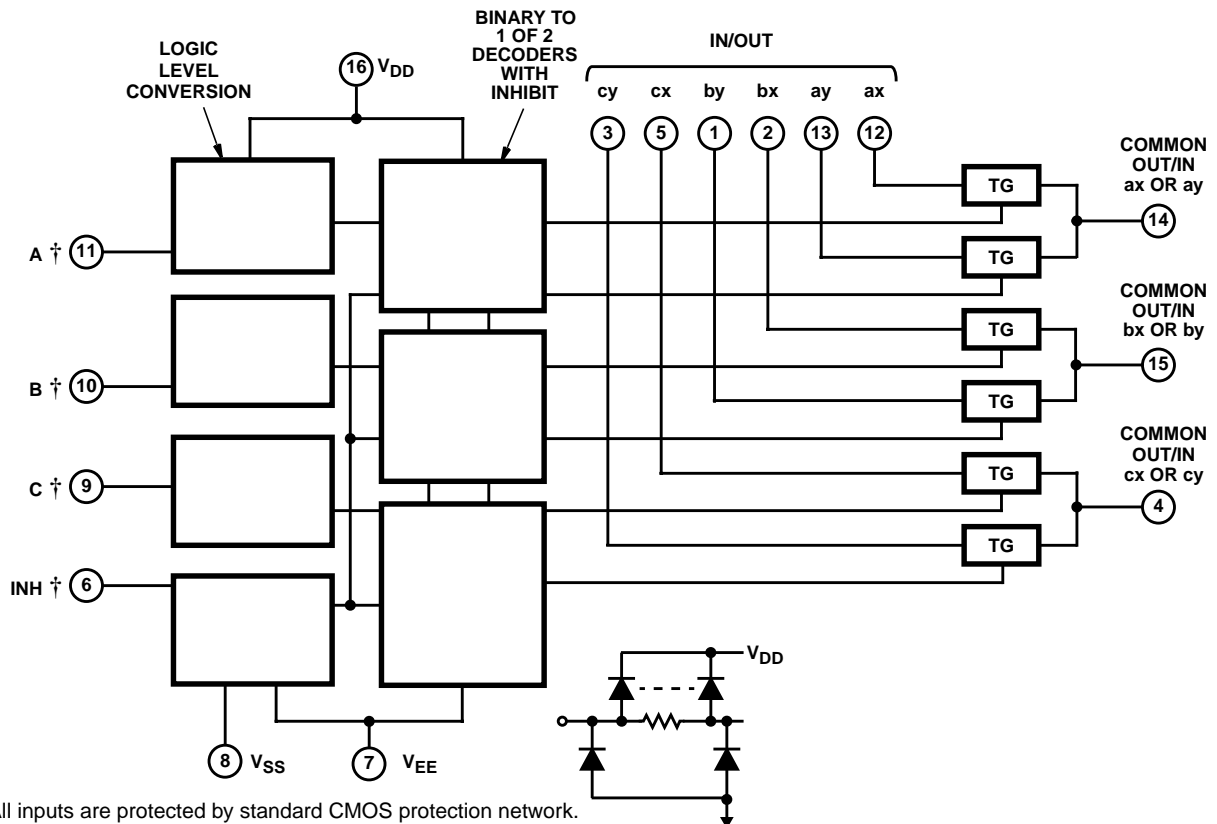 LOGIC
LEVEL
CONVERSION
16 VDD
BINARY TO
1 OF 2
DECODERS
WITH
INHIBIT
IN/OUT
cy cx by bx ay ax
3 5 1 2 13 12
COMMON
OUT/IN
ax OR ay
TG
14
A † 11
TG
COMMON
OUT/IN
bx OR by
TG
15
B † 10
TG
COMMON
OUT/IN
cx OR cy
TG
C † 9
4
TG
INH † 6
VDD
8 VSS
7 VEE
All inputs are protected by standard CMOS protection network.